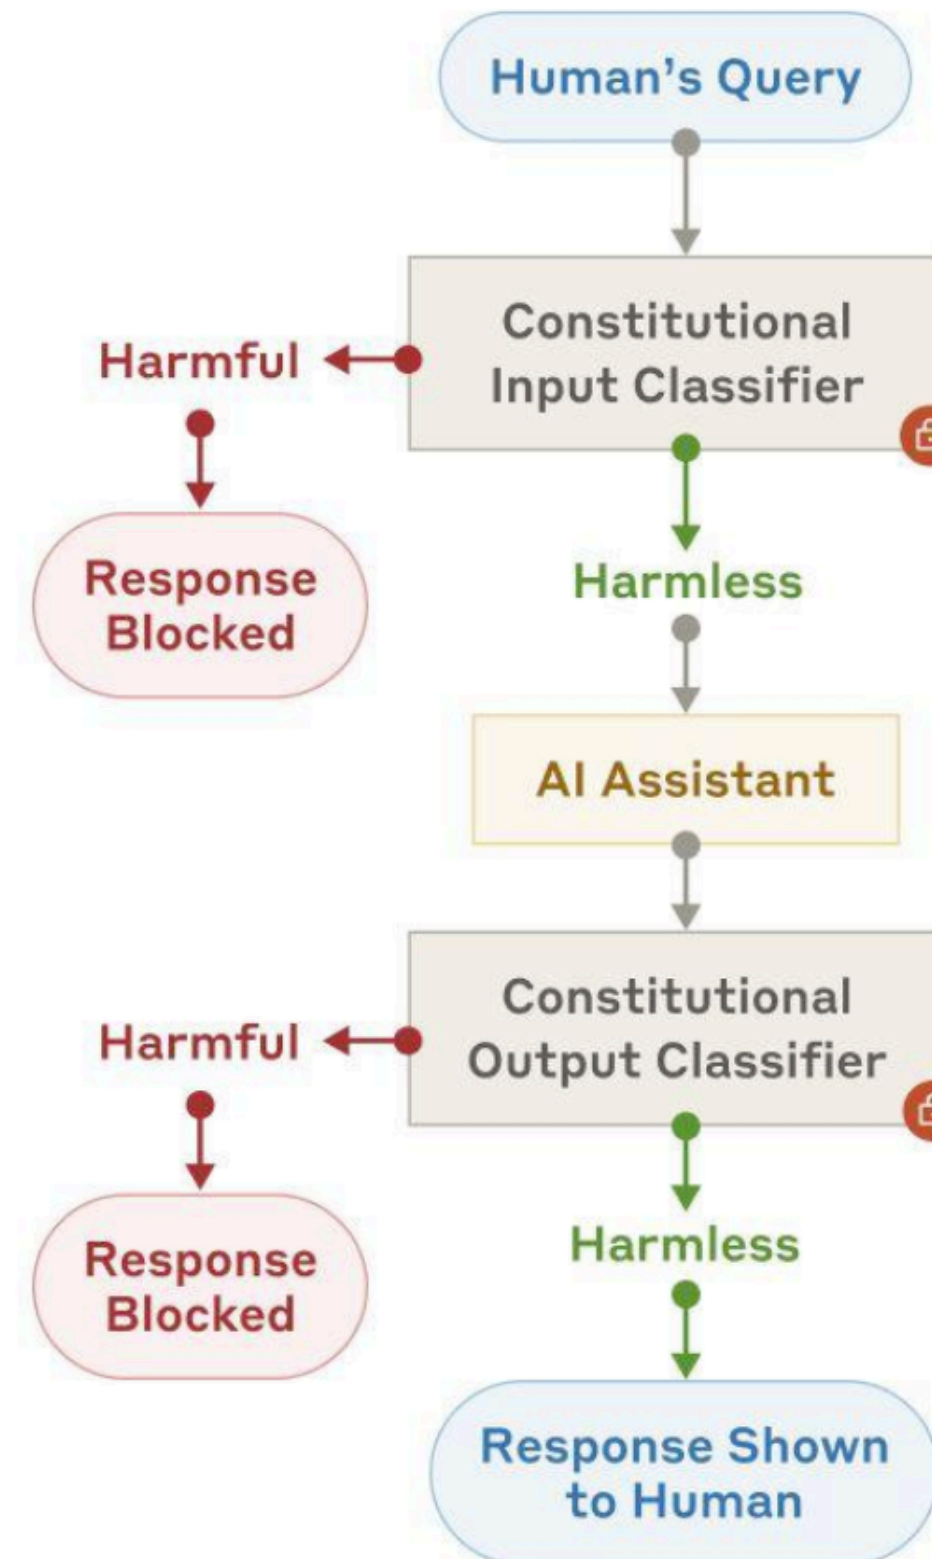 Human's Query
Constitutional
Input Classifier
Harmful
Response
Blocked
Harmless
AI Assistant
Constitutional
Output Classifier
Harmful
Response
Blocked
Harmless
Response Shown
to Human